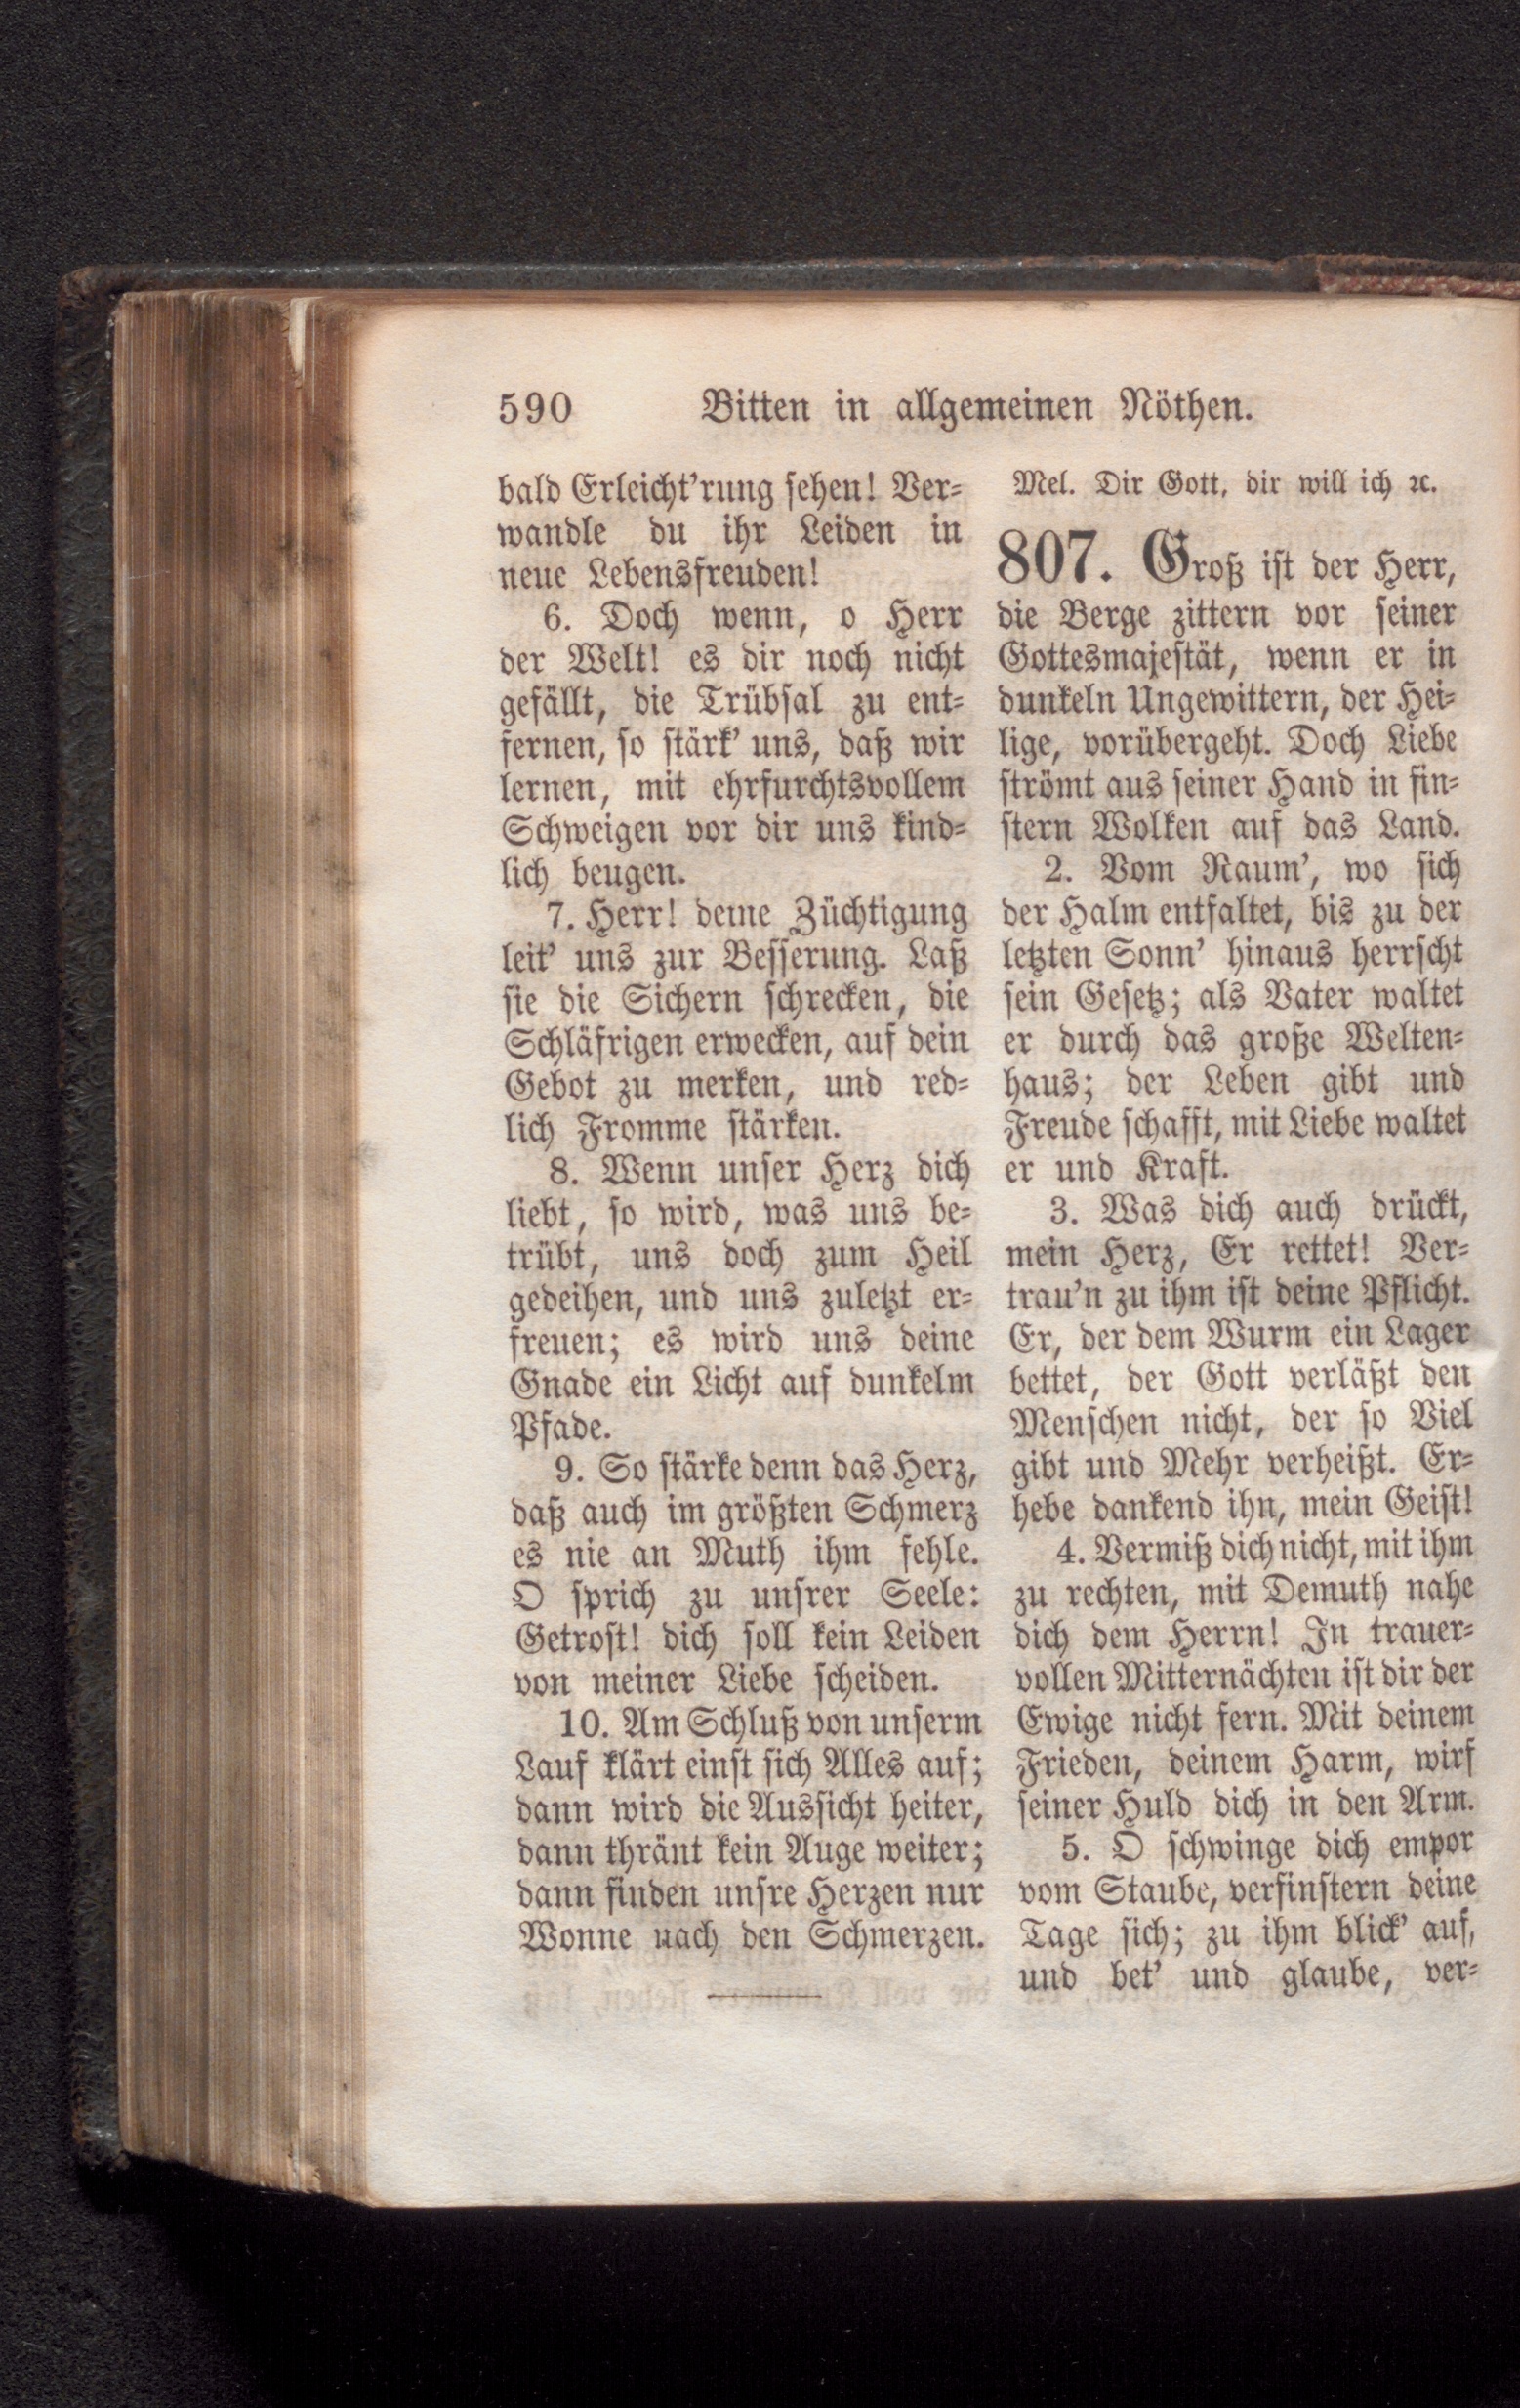 590 Bitten in allgemeinen Nöthen.
bald Erleicht'rung sehen! Ver-
wandle du ihr Leiden in
neue Lebensfreuden!
6. Doch wenn, o Herr
der Welt! es dir noch nicht
gefällt, die Trübsal zu ent-
fernen, so stärk' uns, daß wir
lernen, mit ehrfurchtsvollem
Schweigen vor dir uns kind-
lich beugen.
7. Herr! deine Züchtigung
leit' uns zur Besserung. Laß
sie die Sichern schrecken, die
Schläfrigen erwecken, auf dein
Gebot zu merken, und red-
lich Fromme stärken.
8. Wenn unser Herz dich
liebt, so wird, was uns be-
trübt, uns doch zum Heil
gedeihen, und uns zuletzt er-
freuen; es wird uns deine
Gnade ein Licht auf dunkelm
Pfade.
9. So stärke denn das Herz,
daß auch im größten Schmerz
es nie an Muth ihm fehle.
O sprich zu unsrer Seele:
Getrost! dich soll kein Leiden
von meiner Liebe scheiden.
10. Am Schluß von unserm
Lauf klärt einst sich Alles auf;
dann wird die Aussicht heiter,
dann thränt kein Auge weiter;
dann finden unsre Herzen nur
Wonne nach den Schmerzen.
Mel. Dir Gott, dir will ich ꝛc.
807. Groß ist der Herr,
die Berge zittern vor seiner
Gottesmajestät, wenn er in
dunkeln Ungewittern, der Hei-
lige, vorübergeht. Doch Liebe
strömt aus seiner Hand in fin-
stern Wolken auf das Land.
2. Vom Raum', wo sich
der Halm entfaltet, bis zu der
letzten Sonn' hinaus herrscht
sein Gesetz; als Vater waltet
er durch das große Welten-
haus; der Leben gibt und
Freude schafft, mit Liebe waltet
er und Kraft.
3. Was dich auch drückt,
mein Herz, Er rettet! Ver-
trau'n zu ihm ist deine Pflicht.
Er, der dem Wurm ein Lager
bettet, der Gott verläßt den
Menschen nicht, der so Viel
gibt und Mehr verheißt. Er-
hebe dankend ihn, mein Geist!
4. Vermiß dich nicht, mit ihm
zu rechten, mit Demuth nahe
dich dem Herrn! In trauer-
vollen Mitternächten ist dir der
Ewige nicht fern. Mit deinem
Frieden, deinem Harm, wirf
seiner Huld dich in den Arm.
5. O schwinge dich empor
vom Staube, verfinstern deine
Tage sich; zu ihm blick' auf,
und bet' und glaube, ver-